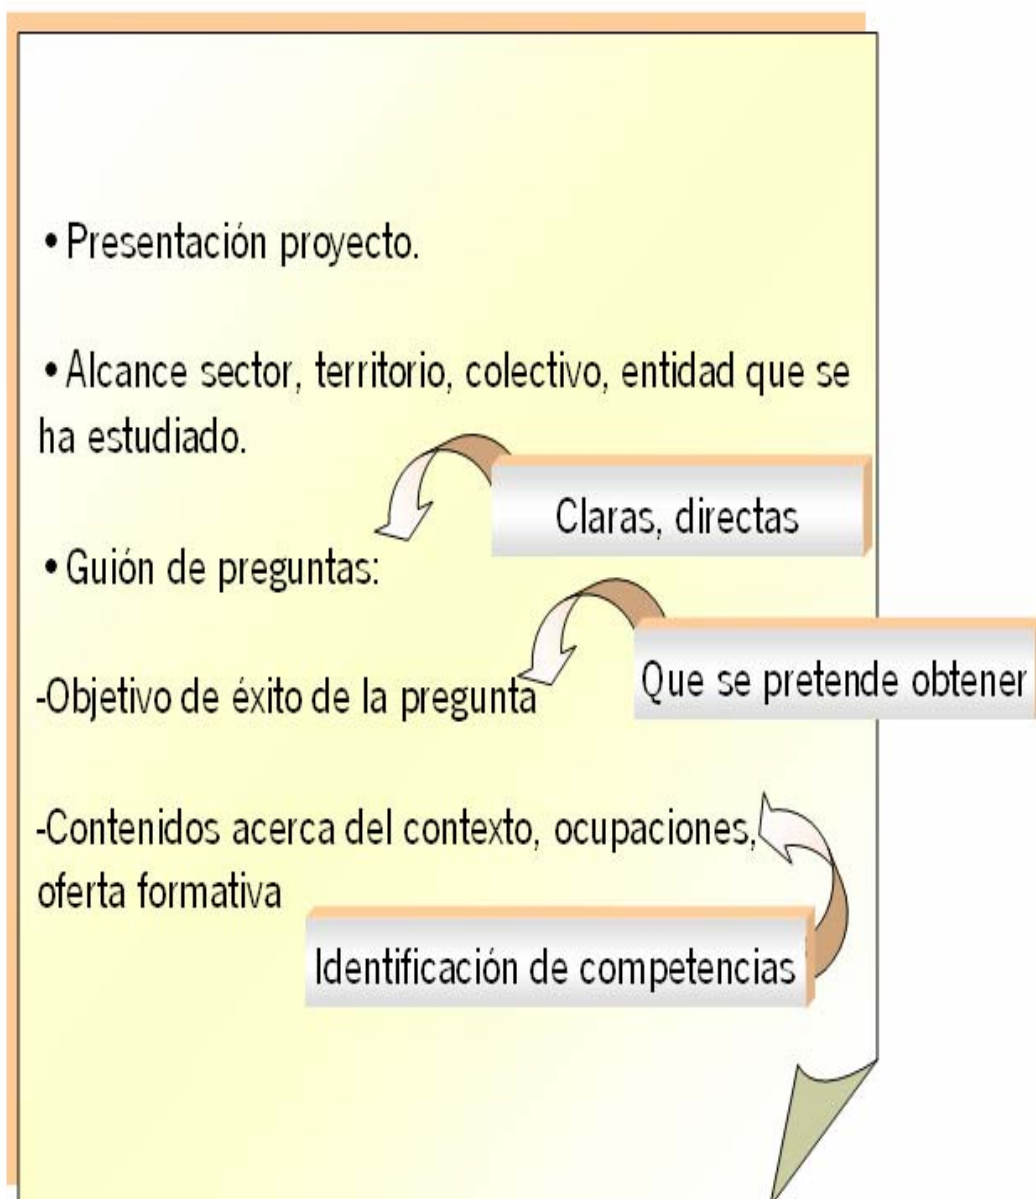 • Presentación proyecto.
• Alcance sector, territorio, colectivo, entidad que se
ha estudiado.
Claras, directas
• Guión de preguntas:
Que se pretende obtener
-Objetivo de éxito de la pregunta
-Contenidos acerca del contexto, ocupaciones,
oferta formativa
Identificación de competencias